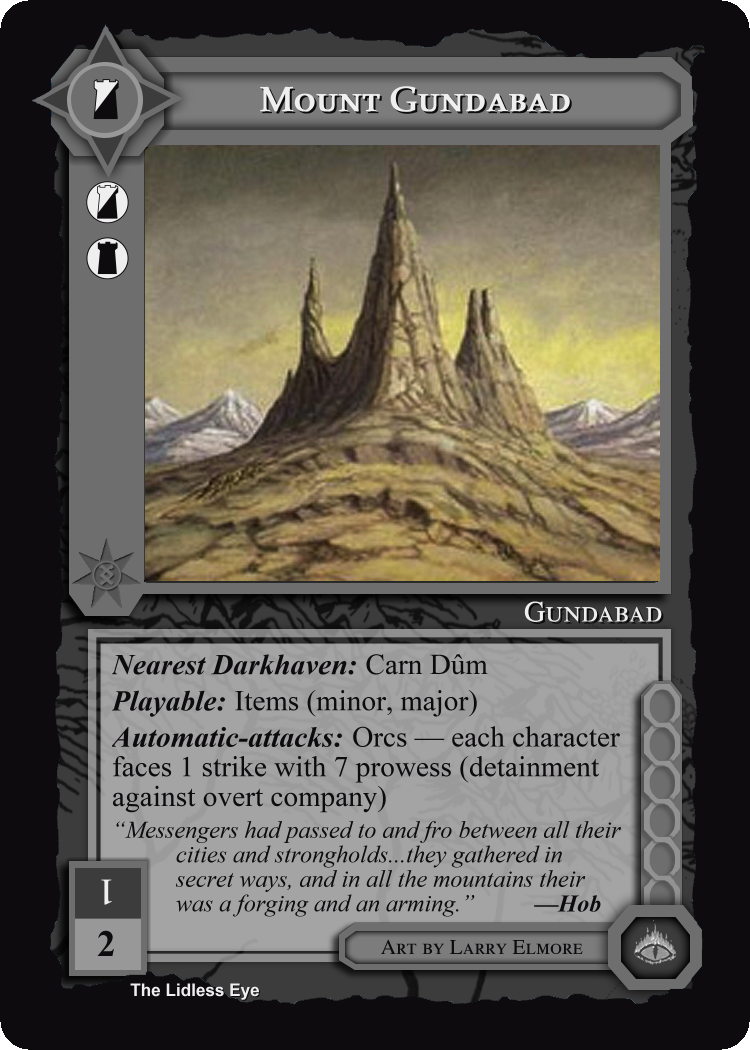 Mount Gundabad
Gundabad
Nearest Darkhaven: Carn Dûm
Playable: Items (minor, major)
Automatic-attacks: Orcs — each character
faces 1 strike with 7 prowess (detainment
against overt company)
“Messengers had passed to and fro between all their
cities and strongholds...they gathered in
secret ways, and in all the mountains their
was a forging and an arming.” —Hob
1
2
Art by Larry Elmore
The Lidless Eye